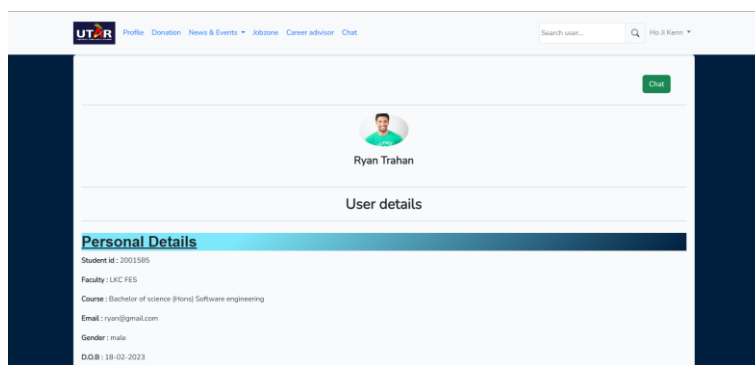 UTAR Profile Donation News & Events Jobzone Career advisor Chat Search user... Ho Ji Kenn
Chat
Ryan Trahan
User details
Personal Details
Student id : 2001585
Faculty : LKC FES
Course : Bachelor of science (Hons) Software engineering
Email : ryan@gmail.com
Gender : male
D.O.B : 18-02-2023